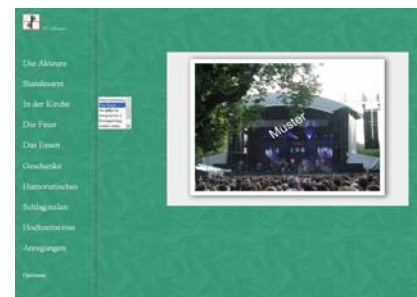 Die Akteure
Standesamt
In der Kirche
Die Feier
Das Essen
Geschenke
Humoristisches
Schlagzeilen
Hochzeitsreise
Anregungen
Optionen
Muster